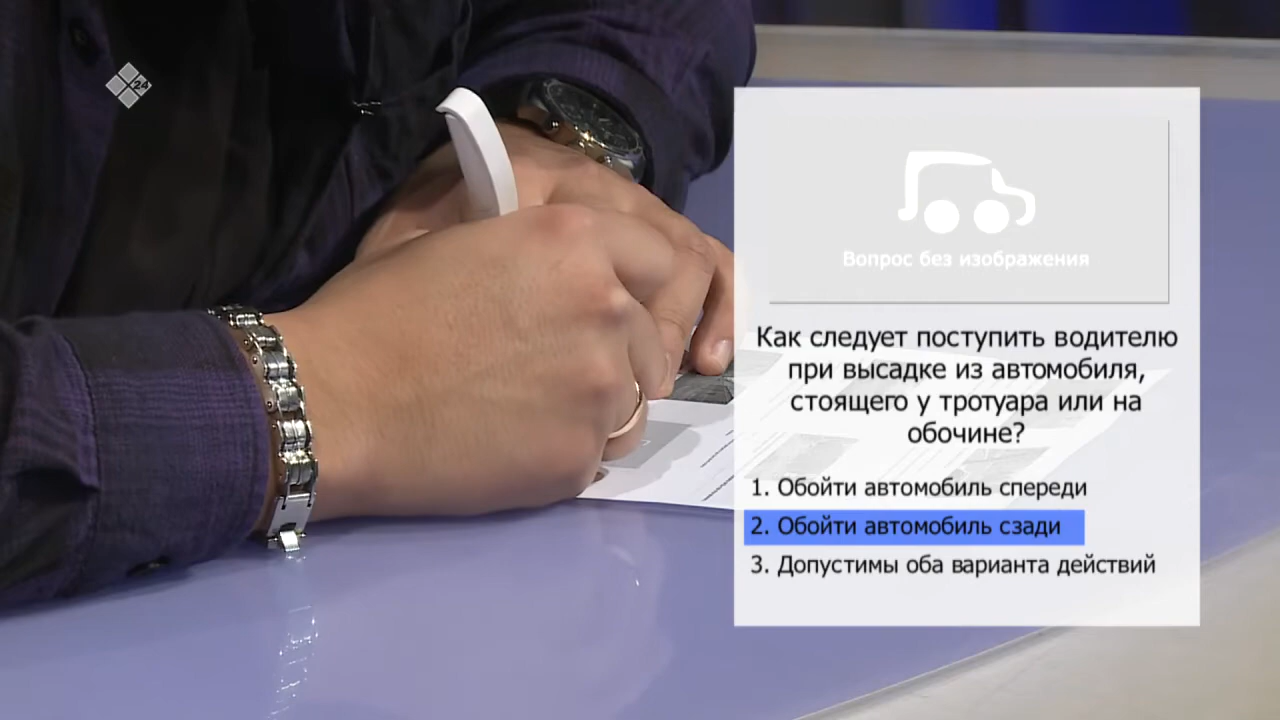 24
Вопрос без изображения
Как следует поступить водителю
при высадке из автомобиля,
стоящего у тротуара или на
обочине?
1. Обойти автомобиль спереди
2. Обойти автомобиль сзади
3. Допустимы оба варианта действий